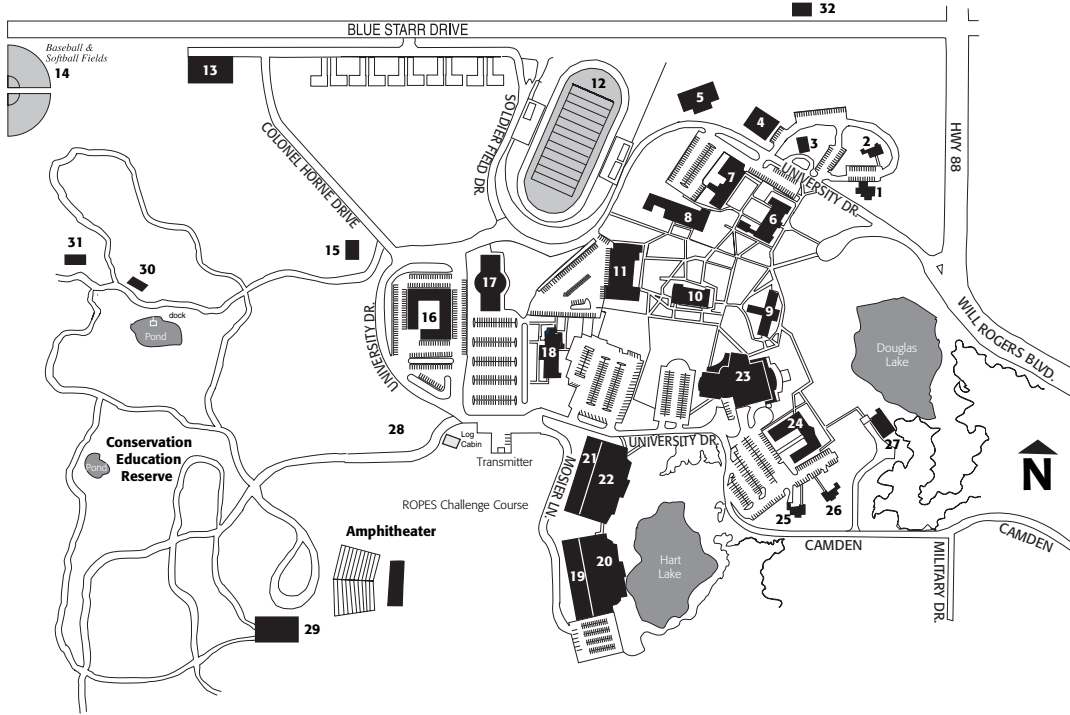 32
BLUE STARR DRIVE
Baseball &
Softball Fields
14
13
12
5
4
3
2
1
HWY 88
COLONEL HORNE DRIVE
SOLDIER FIELD DR.
7
UNIVERSITY DR.
8
6
31
30
15
17
11
10
9
dock
Pond
16
UNIVERSITY DR.
18
WILL ROGERS BLVD.
Douglas
Lake
23
28
Log
Cabin
Transmitter
UNIVERSITY DR.
24
27
Conservation
Education
Reserve
Pond
21
22
MOSIER LN.
N
ROPES Challenge Course
25
26
Amphitheater
CAMDEN
CAMDEN
19
20
Hart
Lake
MILITARY DR.
29